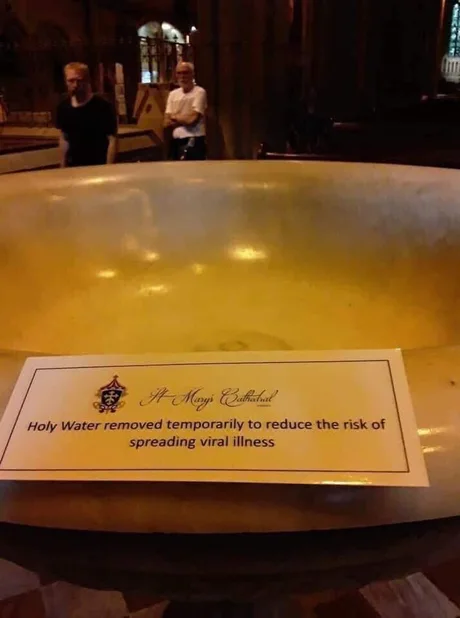 St Mary's Cathedral
Holy Water removed temporarily to reduce the risk of
spreading viral illness